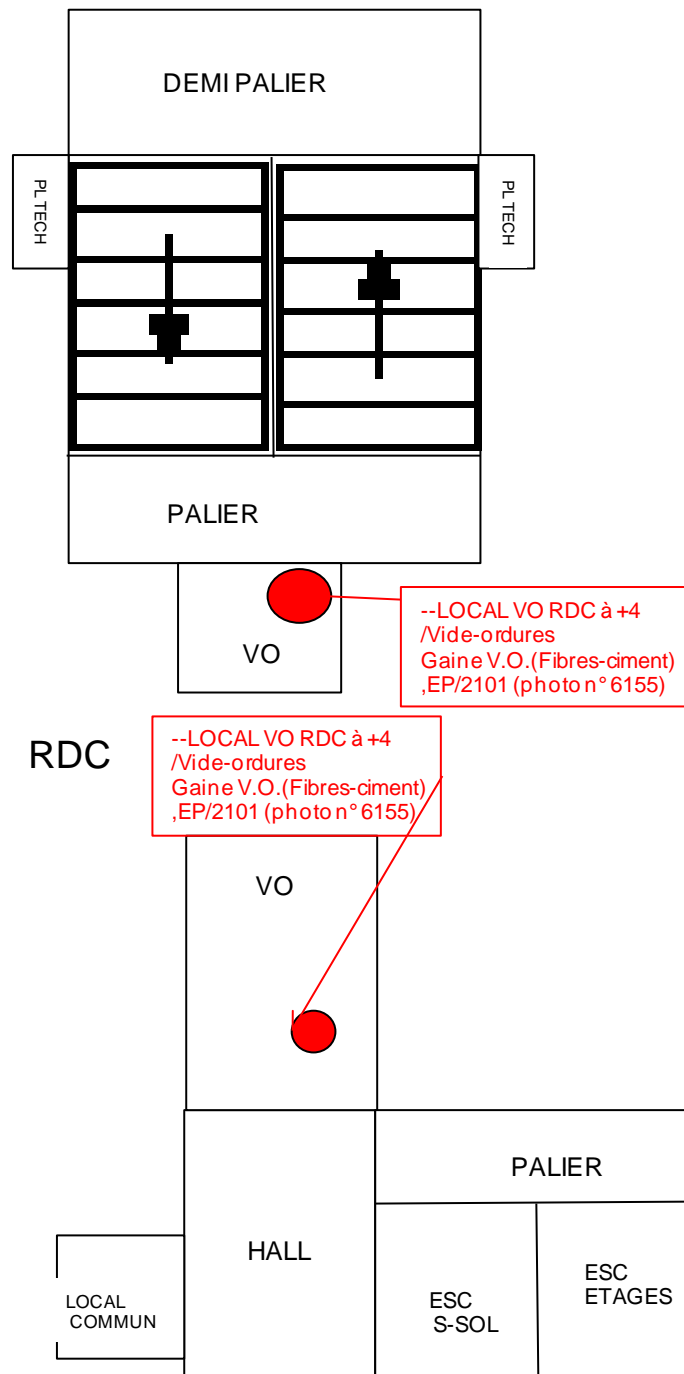 DEMI PALIER
PL TECH
PL TECH
PALIER
VO
--LOCAL VO RDC à +4
/Vide-ordures
Gaine V.O.(Fibres-ciment)
,EP/2101 (photo n° 6155)
RDC
--LOCAL VO RDC à +4
/Vide-ordures
Gaine V.O.(Fibres-ciment)
,EP/2101 (photo n° 6155)
VO
PALIER
HALL
LOCAL
COMMUN
ESC
S-SOL
ESC
ETAGES